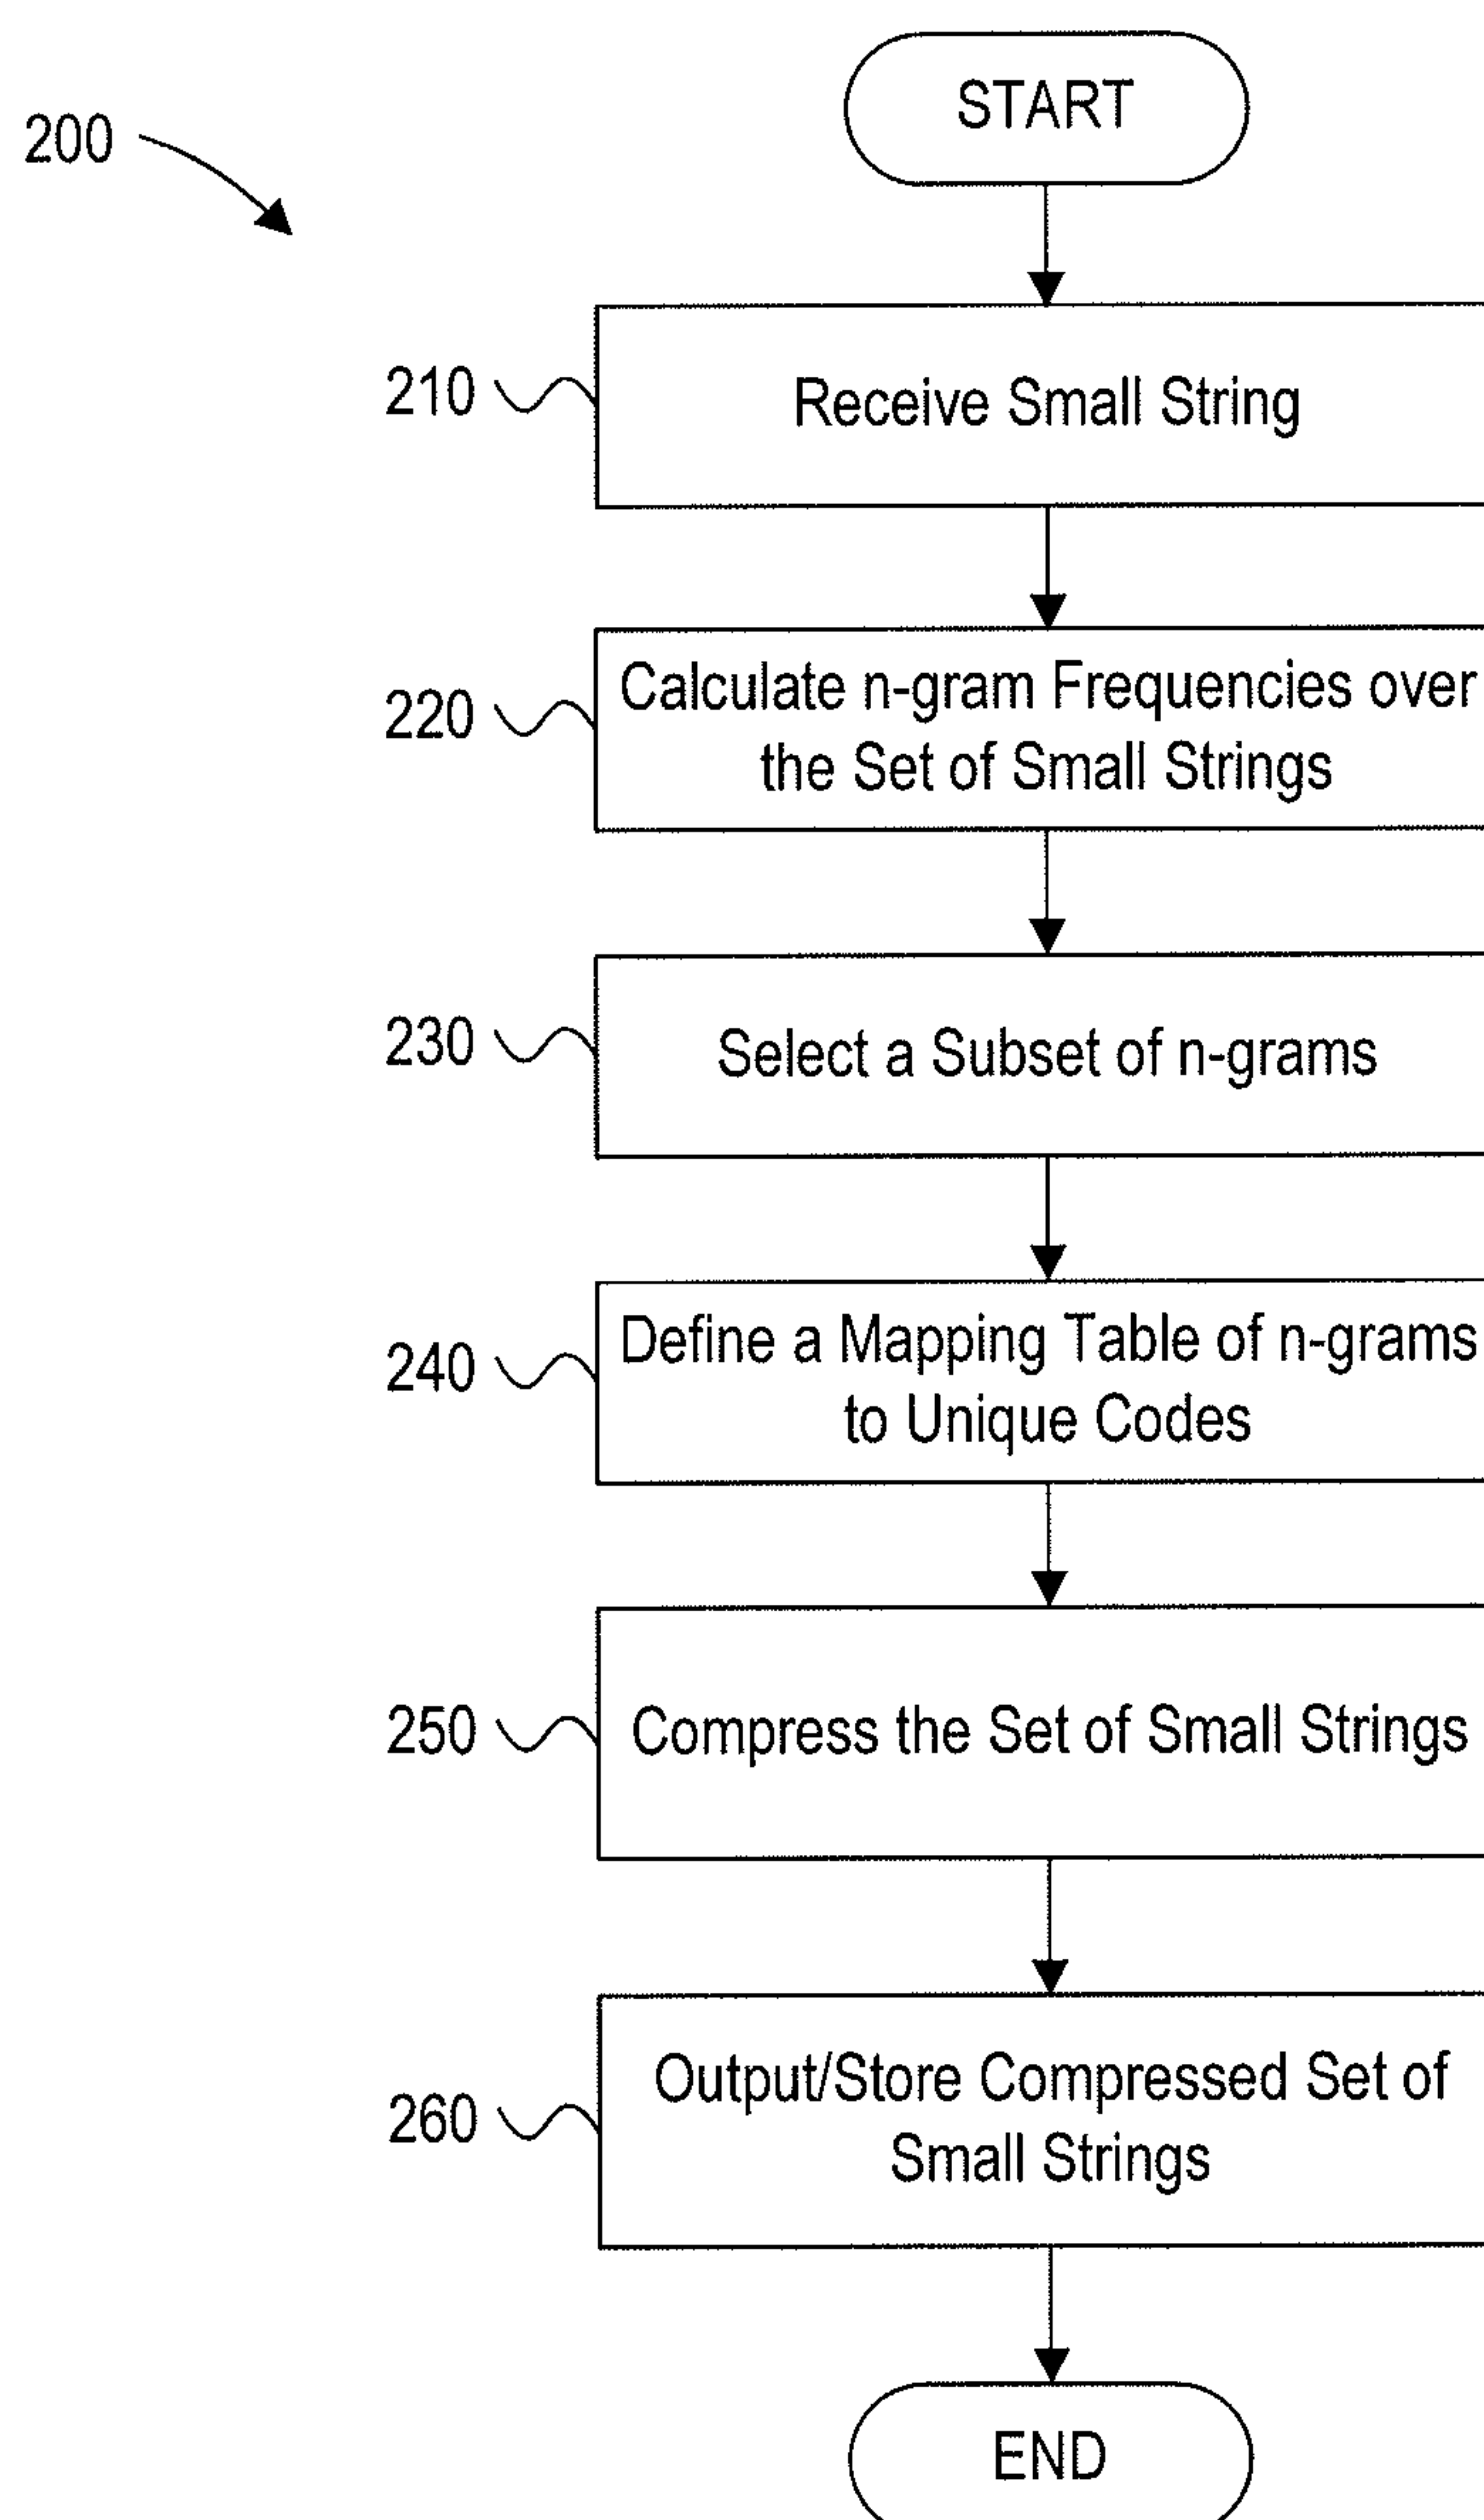 START
200
210
Receive Small String
220
Calculate n-gram Frequencies over
the Set of Small Strings
230
Select a Subset of n-grams
240
Define a Mapping Table of n-grams
to Unique Codes
250
Compress the Set of Small Strings
260
Output/Store Compressed Set of
Small Strings
END